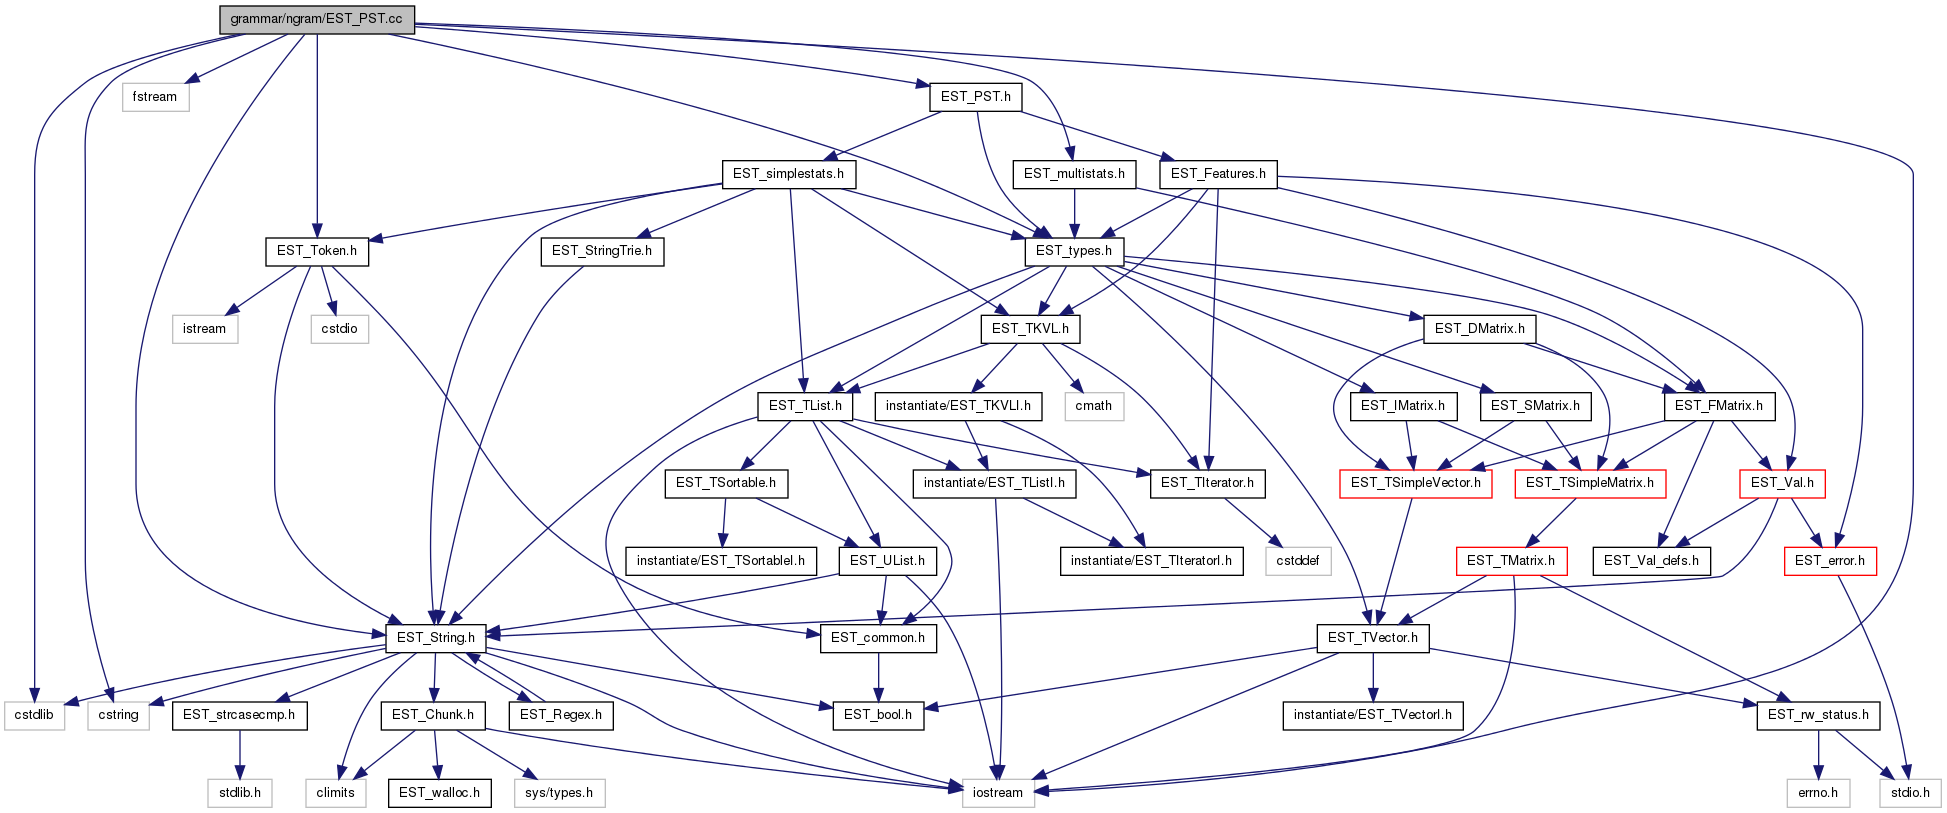 grammar/ngram/EST_PST.cc
fstream
EST_PST.h
EST_simplestats.h
EST_multistats.h
EST_Features.h
EST_Token.h
EST_StringTrie.h
EST_types.h
istream
cstdio
EST_TKVL.h
EST_DMatrix.h
EST_TList.h
instantiate/EST_TKVLI.h
cmath
EST_IMatrix.h
EST_SMatrix.h
EST_FMatrix.h
EST_TSortable.h
instantiate/EST_TListI.h
EST_TIterator.h
EST_TSimpleVector.h
EST_TSimpleMatrix.h
EST_Val.h
instantiate/EST_TSortableI.h
EST_UList.h
instantiate/EST_TIteratorI.h
cstddef
EST_TMatrix.h
EST_Val_defs.h
EST_error.h
EST_String.h
EST_common.h
EST_TVector.h
cstdlib
cstring
EST_strcasecmp.h
EST_Chunk.h
EST_Regex.h
EST_bool.h
instantiate/EST_TVectorI.h
EST_rw_status.h
stdlib.h
climits
EST_walloc.h
sys/types.h
iostream
errno.h
stdio.h